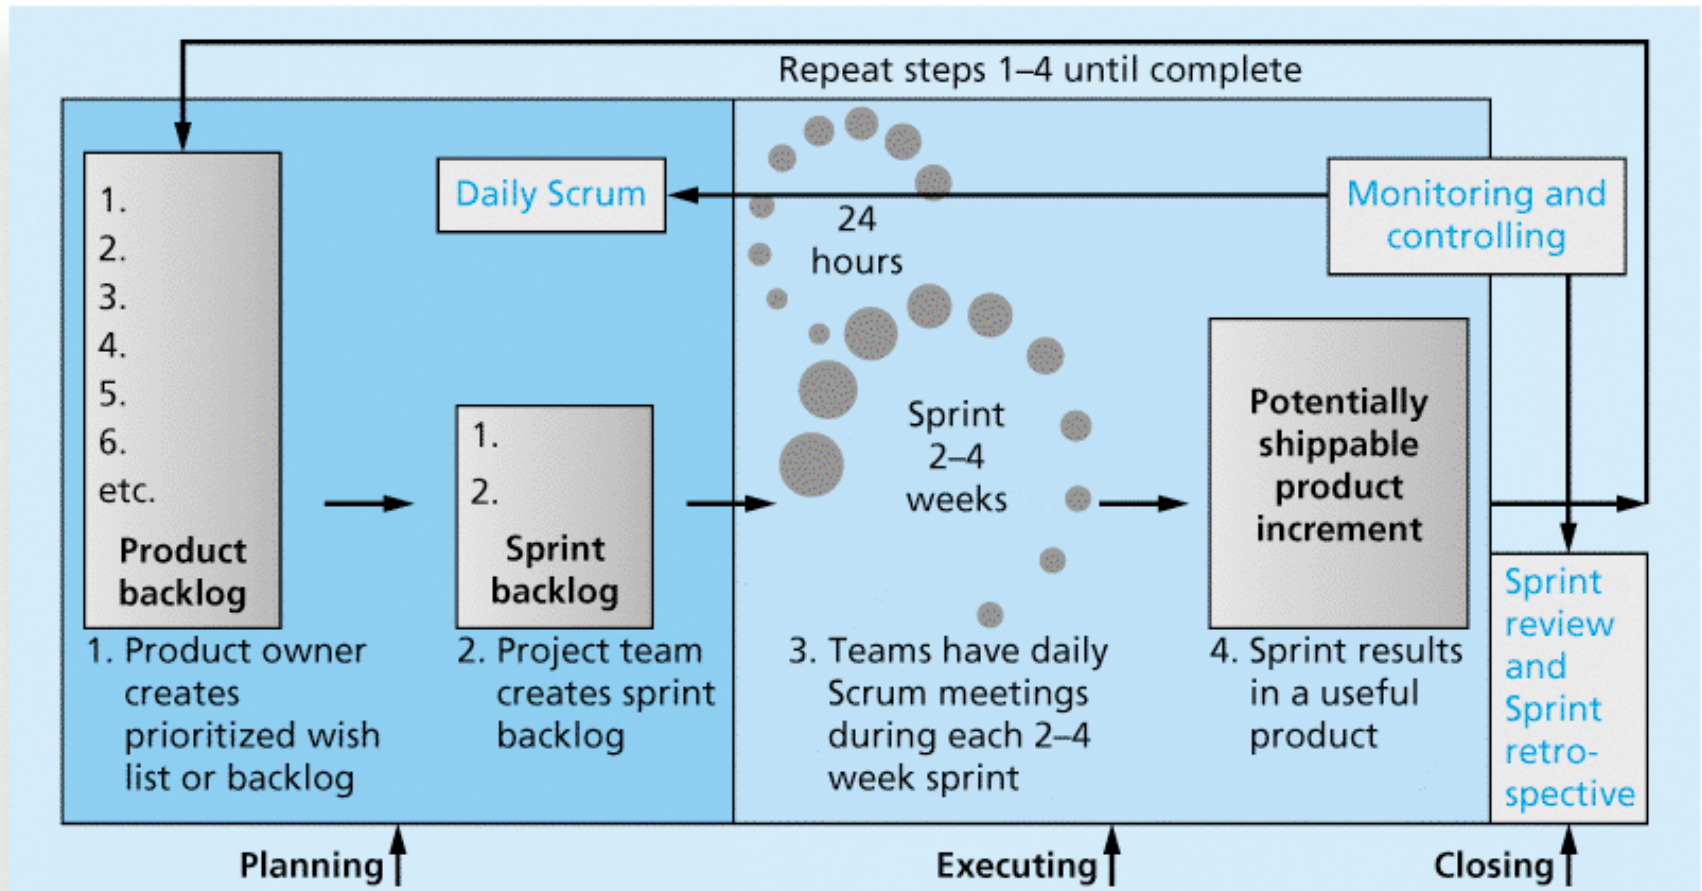 Repeat steps 1–4 until complete
1.
2.
3.
4.
5.
6.
etc.
Product
backlog
1. Product owner
creates
prioritized wish
list or backlog
Daily Scrum
1.
2.
Sprint
backlog
2. Project team
creates sprint
backlog
24
hours
Sprint
2–4
weeks
3. Teams have daily
Scrum meetings
during each 2–4
week sprint
Monitoring and
controlling
Potentially
shippable
product
increment
4. Sprint results
in a useful
product
Sprint
review
and
Sprint
retro-
spective
Planning
Executing
Closing